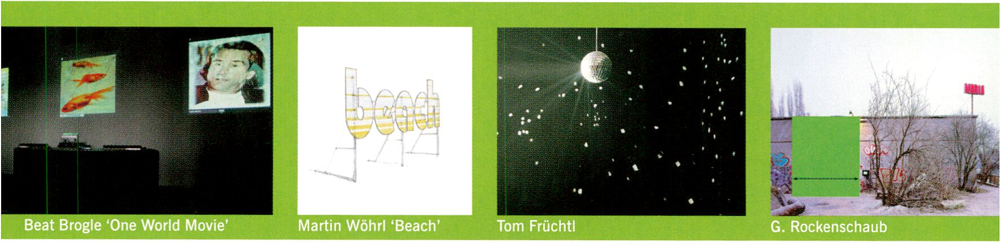 beach
Beat Brogle ‘One World Movie’
Martin Wöhrl ‘Beach’
Tom Früchtl
G. Rockenschaub